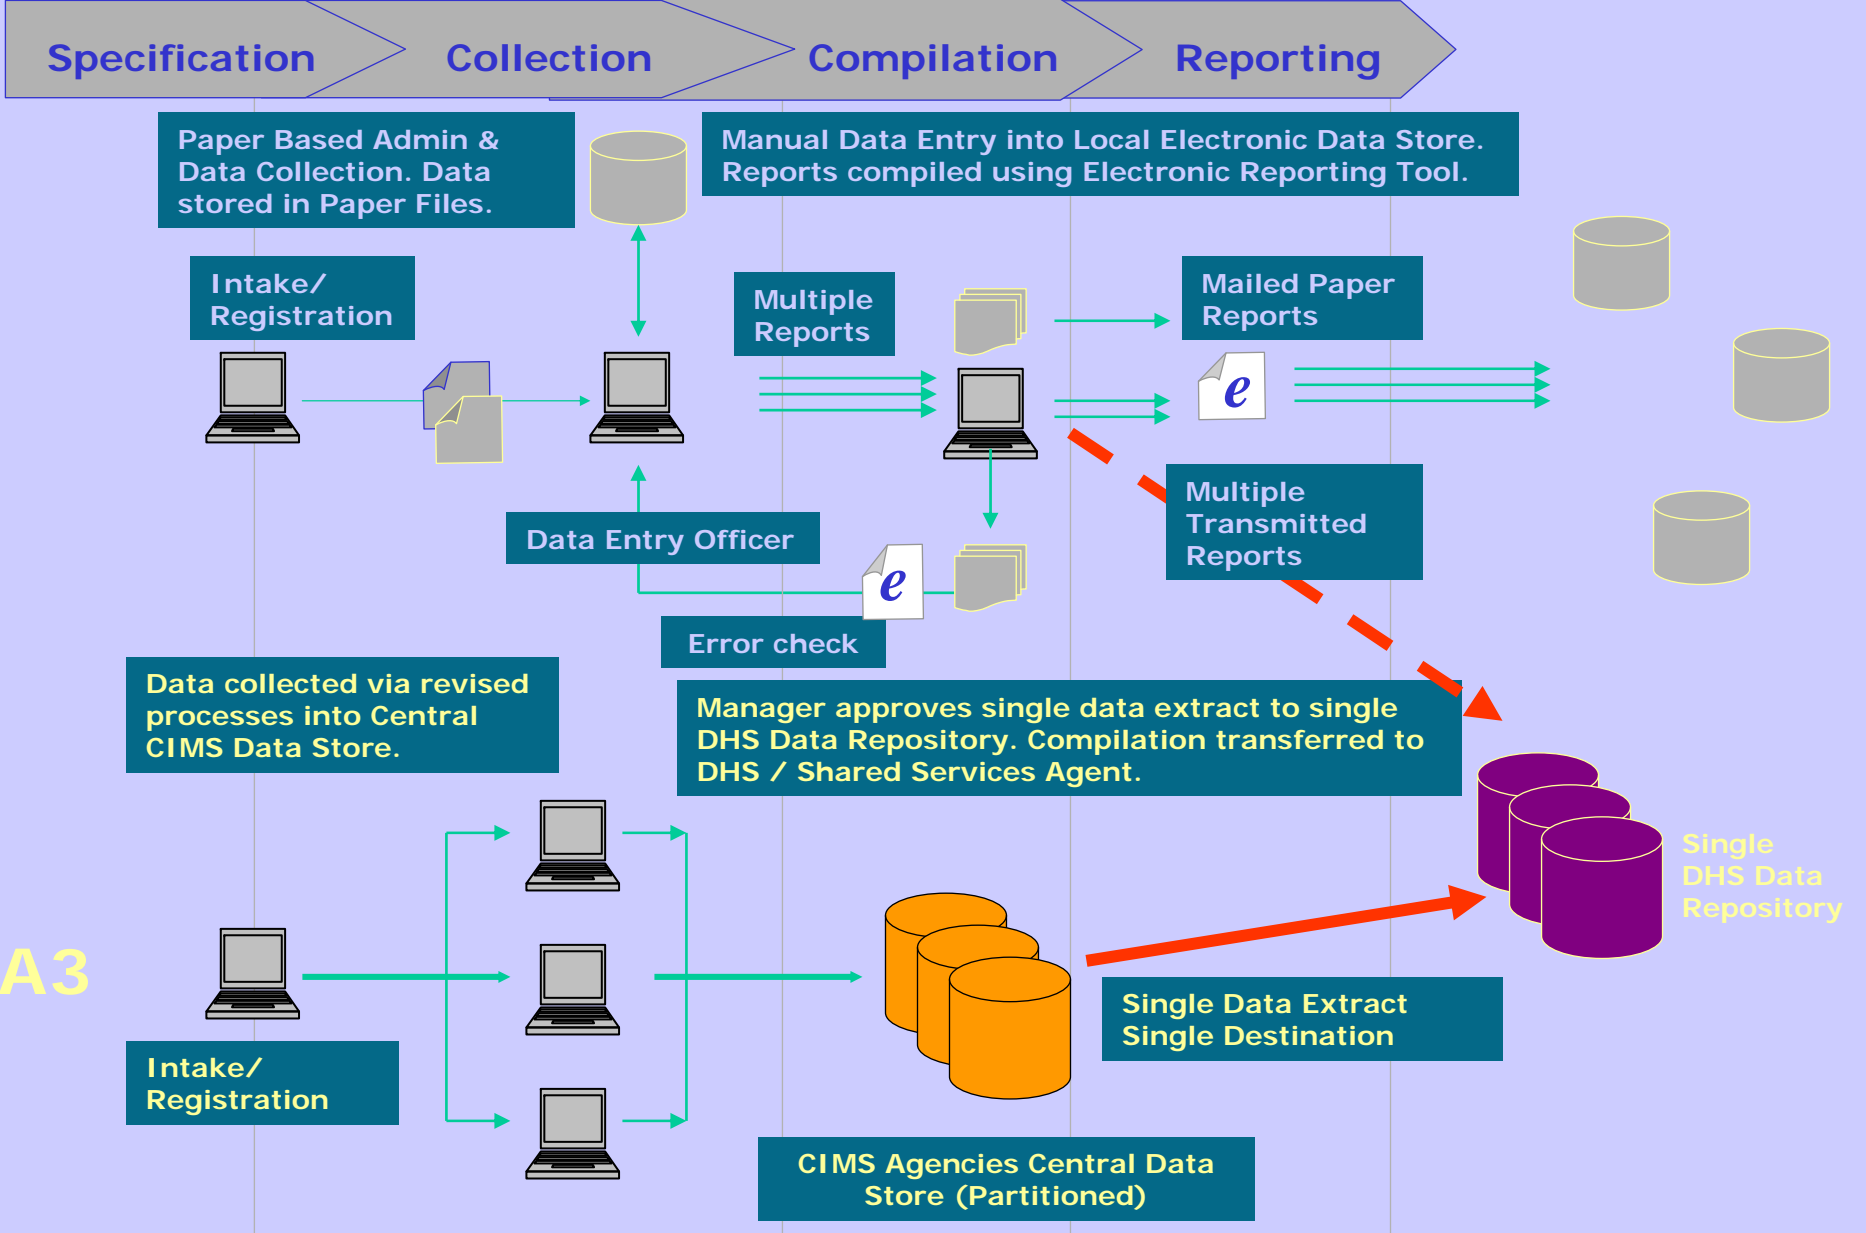 Specification
Collection
Compilation
Reporting
Paper Based Admin &
Data Collection. Data
stored in Paper Files.
Manual Data Entry into Local Electronic Data Store.
Reports compiled using Electronic Reporting Tool.
Intake/
Registration
Multiple
Reports
Mailed Paper
Reports
e
Multiple
Transmitted
Reports
Data Entry Officer
e
Error check
Data collected via revised
processes into Central
CIMS Data Store.
Manager approves single data extract to single
DHS Data Repository. Compilation transferred to
DHS / Shared Services Agent.
Single
DHS Data
Repository
A3
Single Data Extract
Single Destination
Intake/
Registration
CIMS Agencies Central Data
Store (Partitioned)